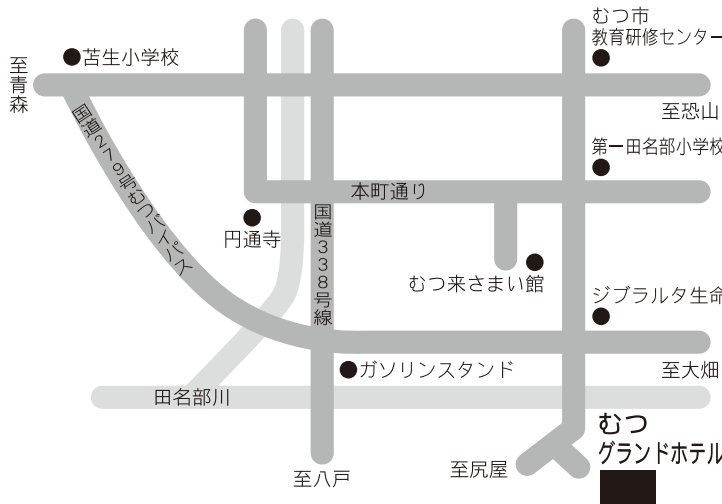 むつ市
教育研修センター
苫生小学校
至青森
至恐山
国道279号むつバイパス
第一田名部小学校
本町通り
国道338号線
円通寺
むつ来さまい館
ジブラルタ生命
ガソリンスタンド
至大畑
田名部川
むつ
グランドホテル
至尻屋
至八戸